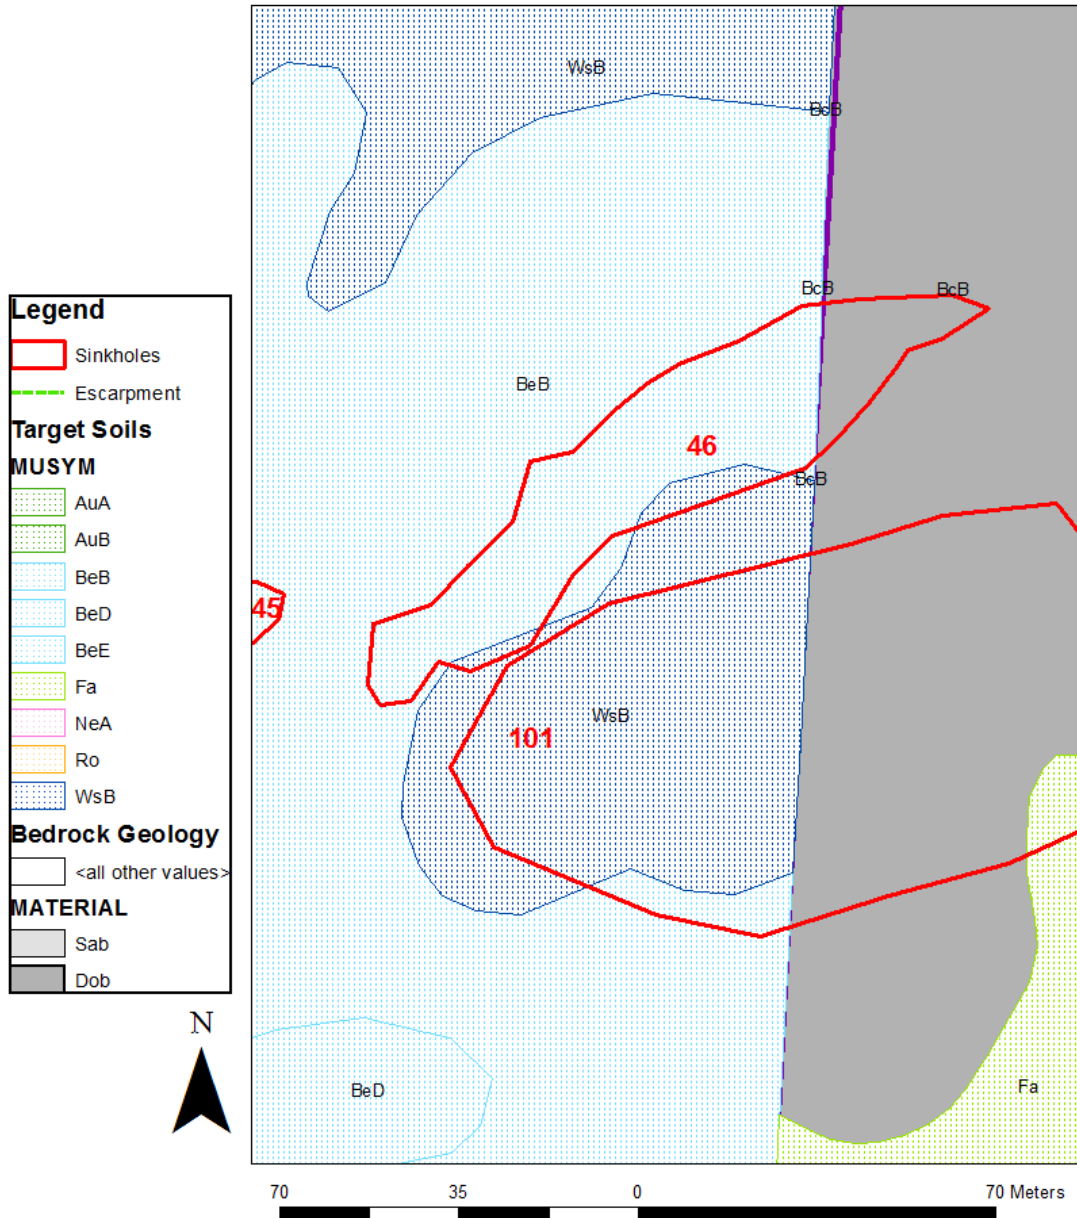 WsB
BcB
BcB
BcB
BeB
46
BcB
45
WsB
101
BeD
Fa
Legend
Sinkholes
Escarpment
Target Soils
MUSYM
AuA
AuB
BeB
BeD
BeE
Fa
NeA
Ro
WsB
Bedrock Geology
<all other values>
MATERIAL
Sab
Dob
N
70 35 0 70 Meters